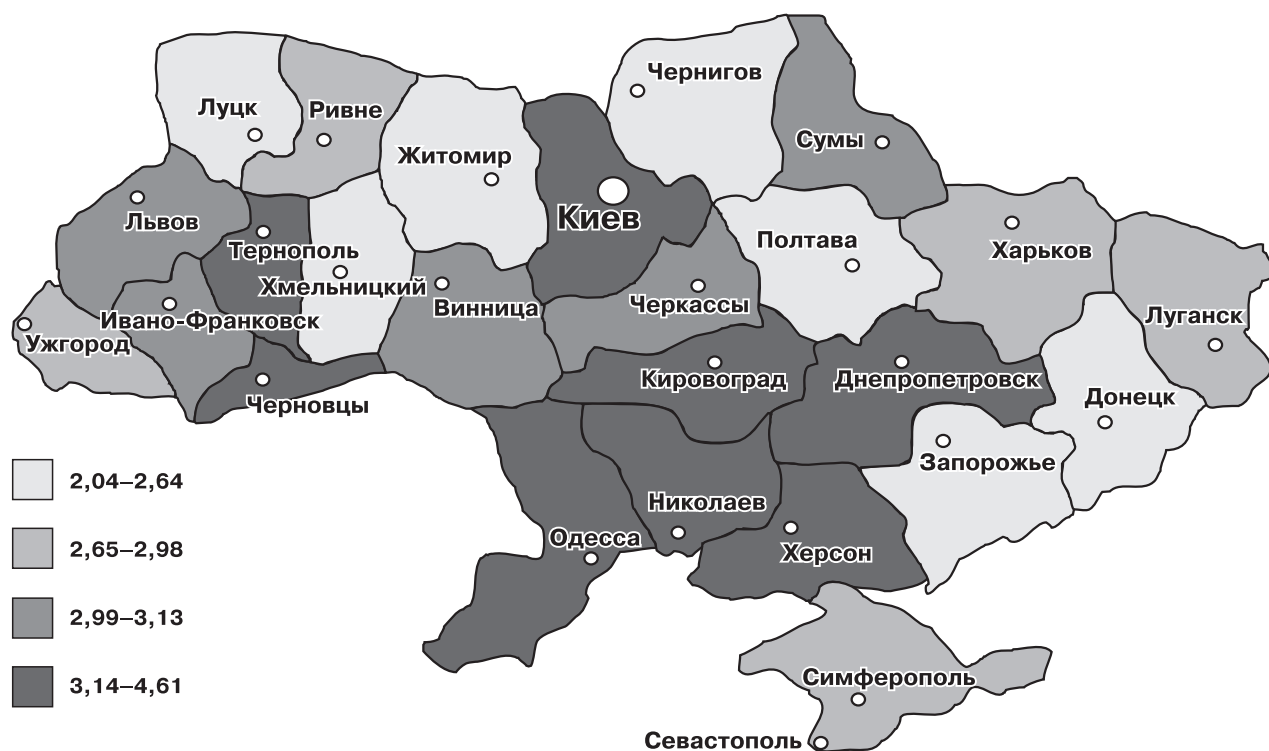 Чернигов
Луцк
Ривне
Сумы
Житомир
Львов
Киев
Тернополь
Полтава
Харьков
Хмельницкий
Винница
Черкассы
Ивано-Франковск
Луганск
Ужгород
Кировоград
Днепропетровск
Черновцы
Донецк
Запорожье
2,04–2,64
Николаев
Одесса
2,65–2,98
Херсон
2,99–3,13
Симферополь
3,14–4,61
Севастополь